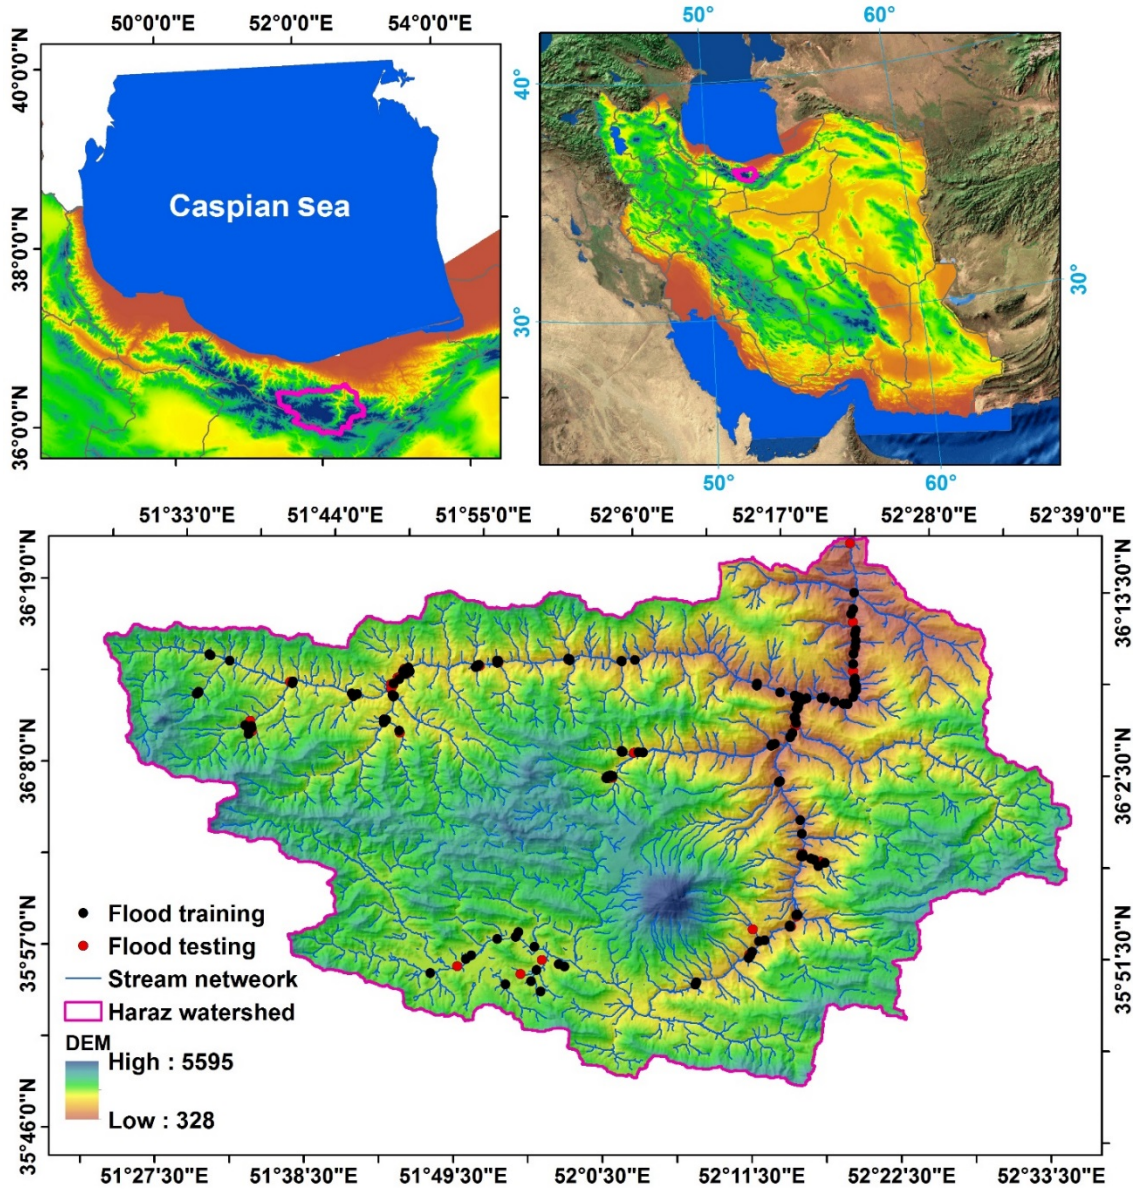 50°0'0"E 52°0'0"E 54°0'0"E
40°0'0"N
38°0'0"N
36°0'0"N
Caspian Sea
50° 60°
40°
30°
30°
50° 60°
51°33'0"E 51°44'0"E 51°55'0"E 52°6'0"E 52°17'0"E 52°28'0"E 52°39'0"E
36°19'0"N
36°8'0"N
35°57'0"N
35°46'0"N
36°13'30"N
36°2'30"N
35°51'30"N
Flood training
Flood testing
Stream netweork
Haraz watershed
DEM
High : 5595
Low : 328
51°27'30"E 51°38'30"E 51°49'30"E 52°0'30"E 52°11'30"E 52°22'30"E 52°33'30"E